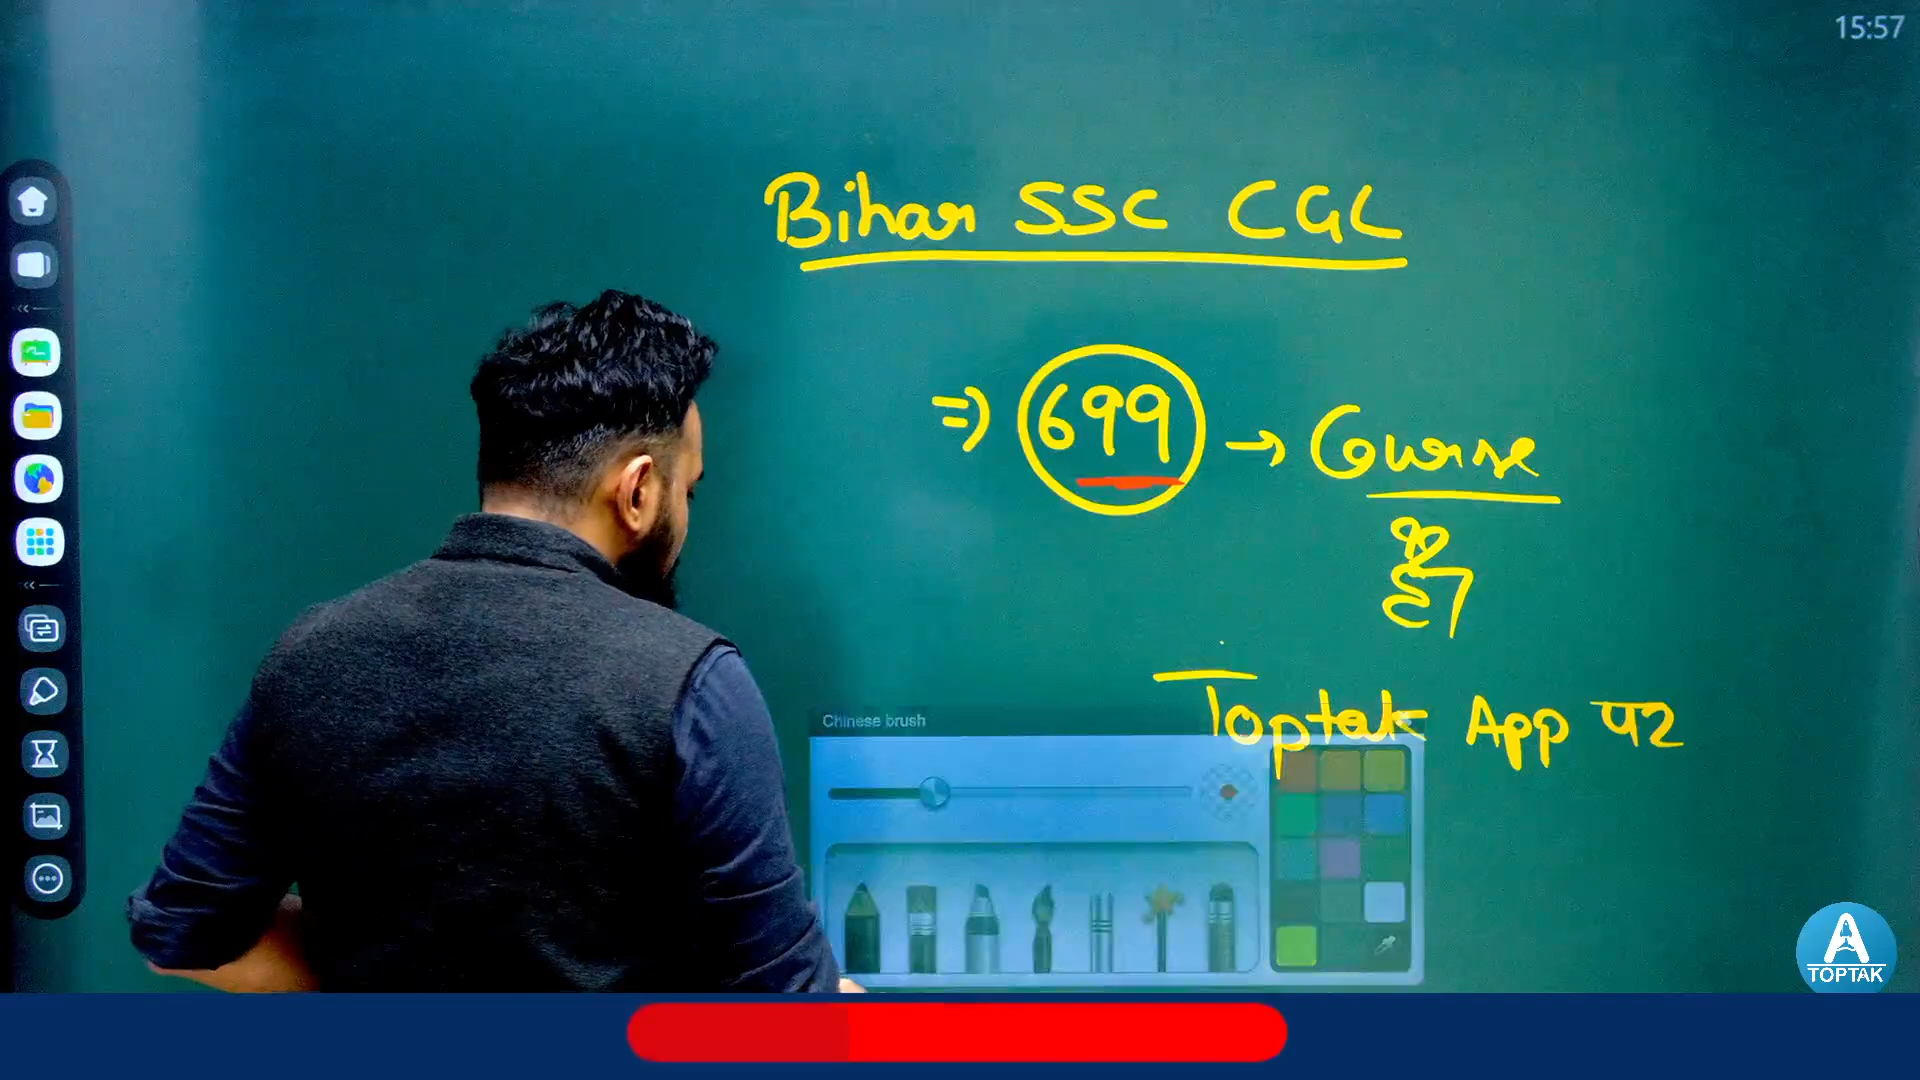 15:57
Bihar SSC CGL
⇒ 699 → Course
Toptak App पर
Chinese brush
TOPTAK